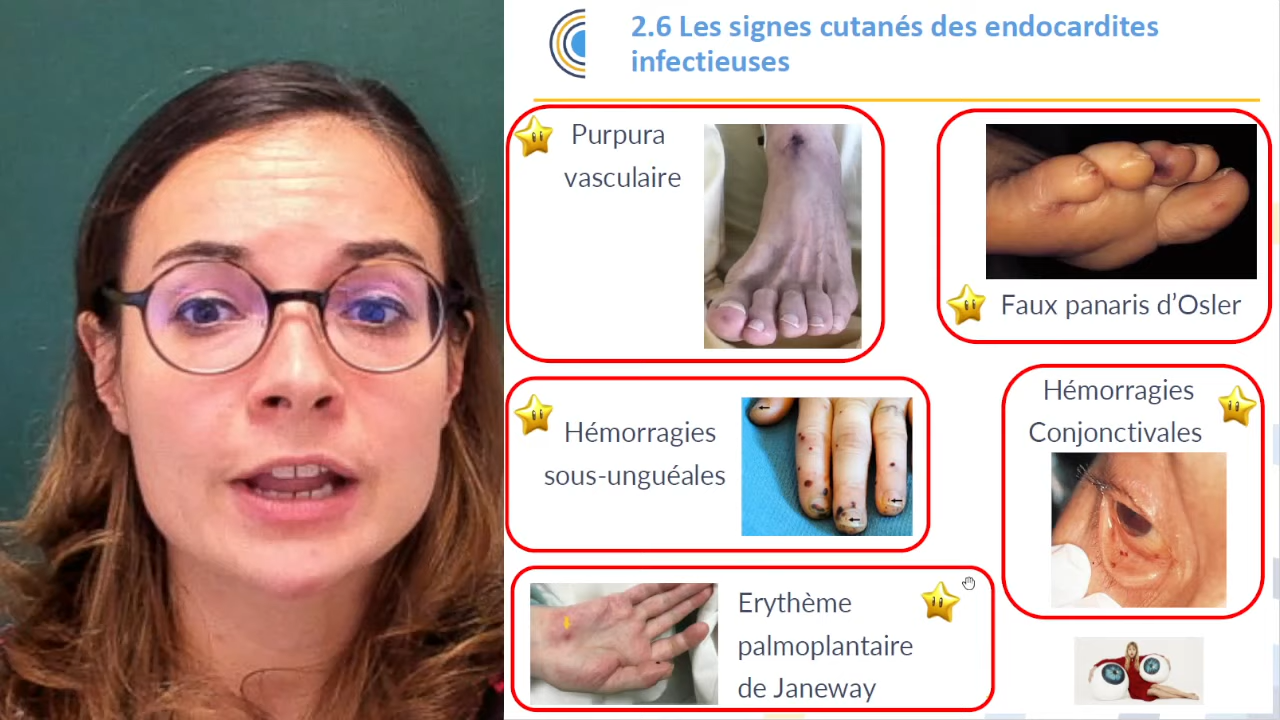 2.6 Les signes cutanés des endocardites
infectieuses
Purpura
vasculaire
Faux panaris d'Osler
Hémorragies
sous-unguéales
Hémorragies
Conjonctivales
Erythème
palmoplantaire
de Janeway